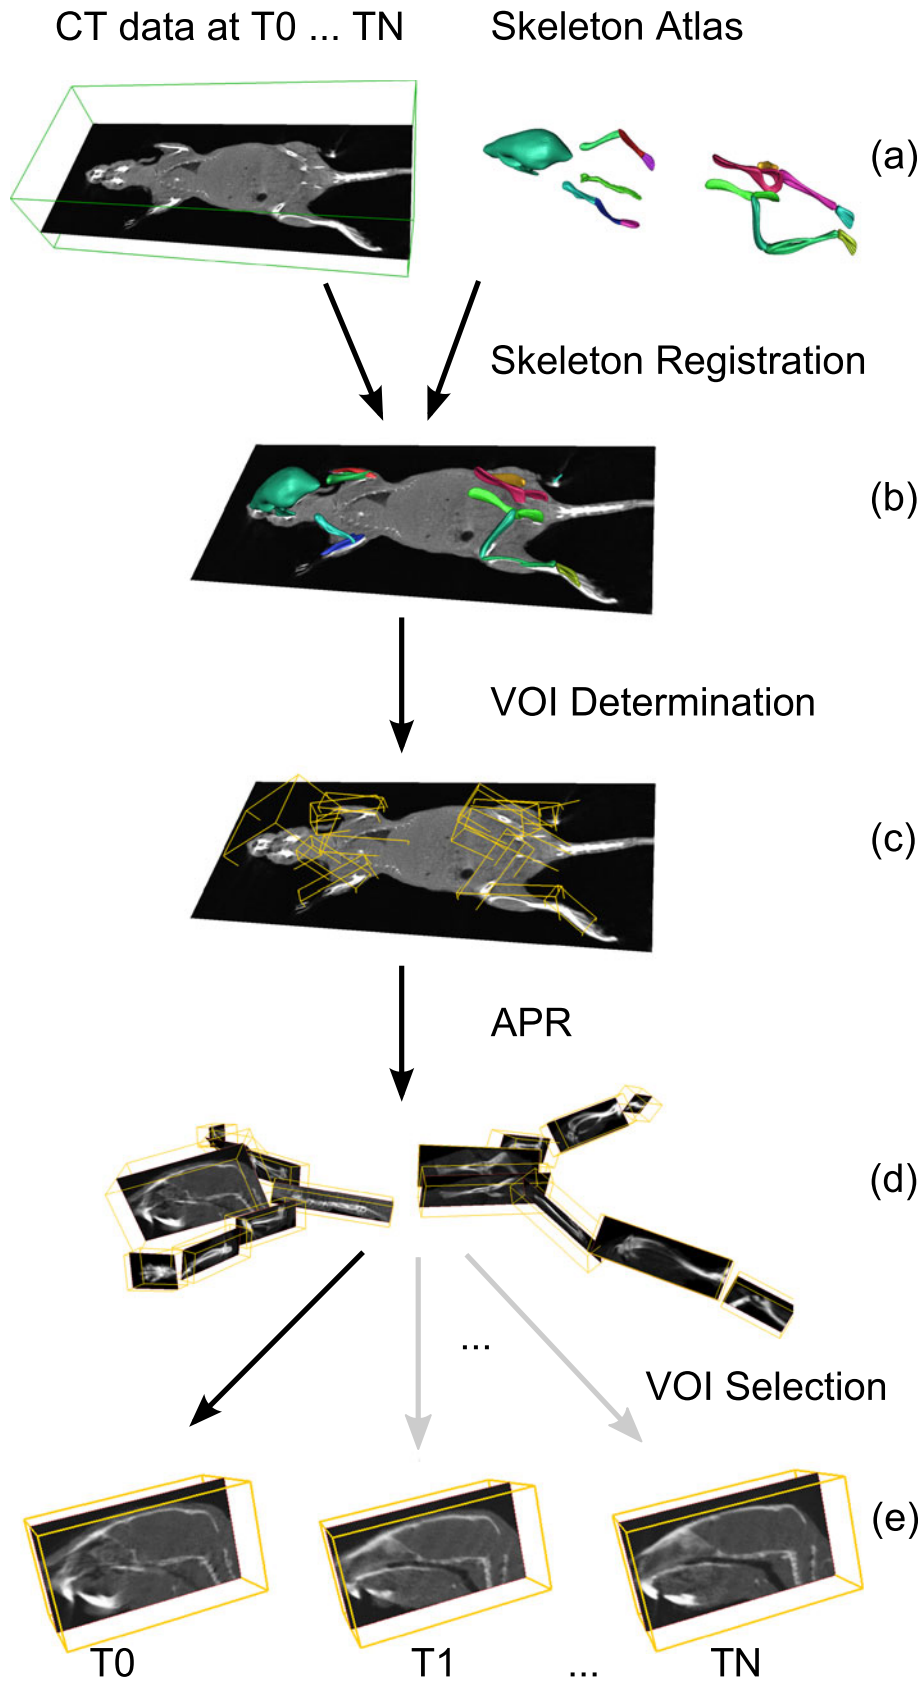 CT data at T0 ... TN
Skeleton Atlas
(a)
Skeleton Registration
(b)
VOI Determination
(c)
APR
(d)
...
VOI Selection
(e)
T0
T1
...
TN